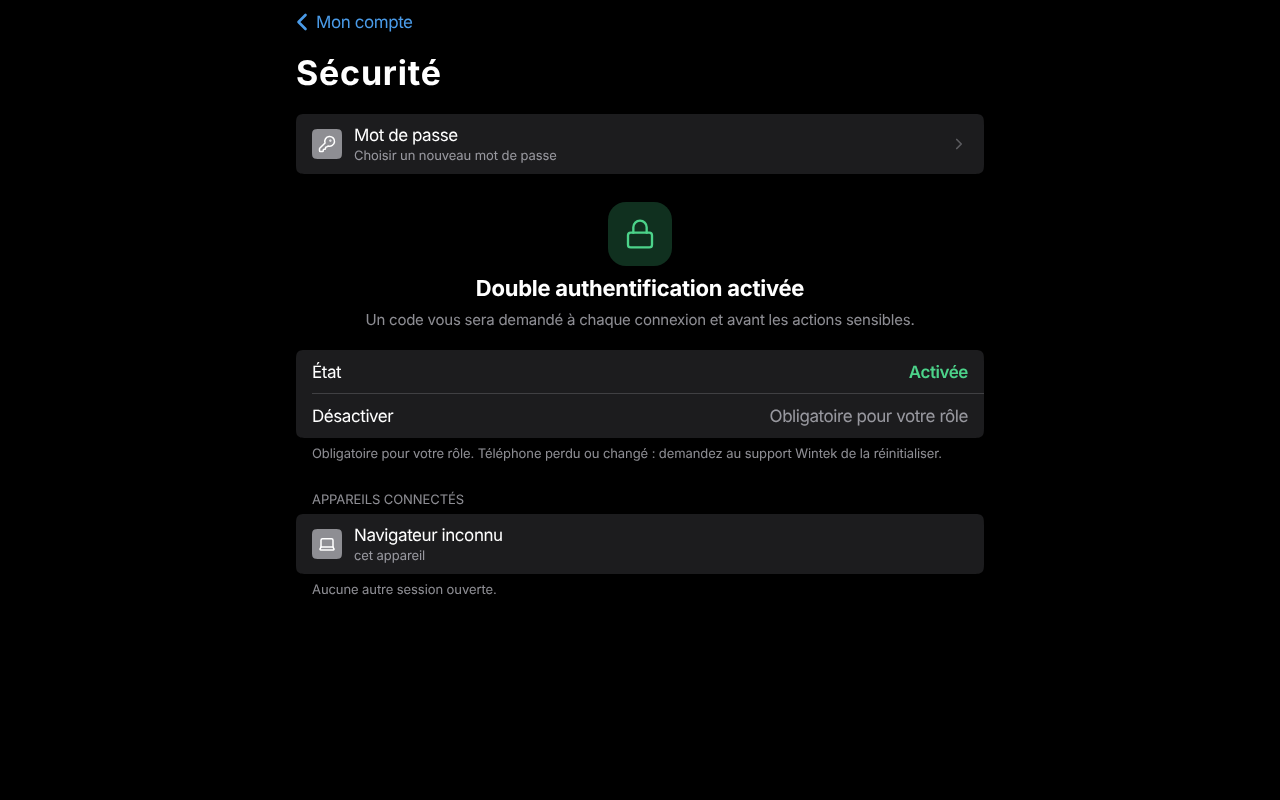 Mon compte
Sécurité
Mot de passe
Choisir un nouveau mot de passe
Double authentification activée
Un code vous sera demandé à chaque connexion et avant les actions sensibles.
État Activée
Désactiver Obligatoire pour votre rôle
Obligatoire pour votre rôle. Téléphone perdu ou changé : demandez au support Wintek de la réinitialiser.
APPAREILS CONNECTÉS
Navigateur inconnu
cet appareil
Aucune autre session ouverte.